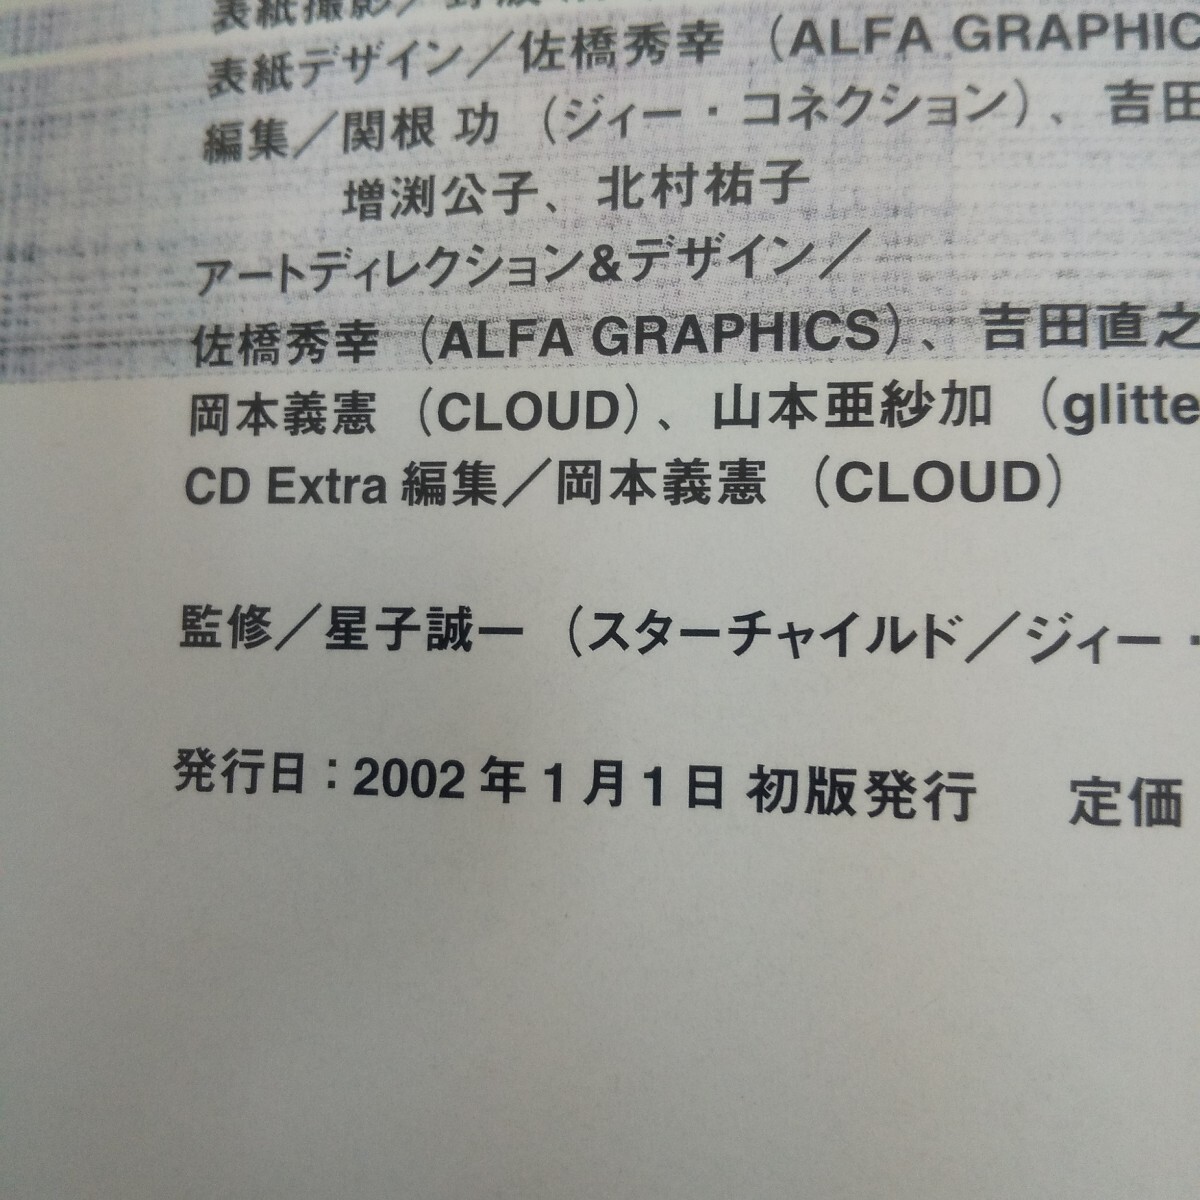 表紙撮影／
表紙デザイン／佐橋秀幸（ALFA GRAPHIC
編集／関根 功（ジィー・コネクション）、吉田
増渕公子、北村祐子
アートディレクション&デザイン／
佐橋秀幸（ALFA GRAPHICS）、吉田直之
岡本義憲（CLOUD）、山本亜紗加（glitte
CD Extra 編集／岡本義憲（CLOUD）
監修／星子誠一（スターチャイルド／ジィー・
発行日：2002年1月1日 初版発行 定価